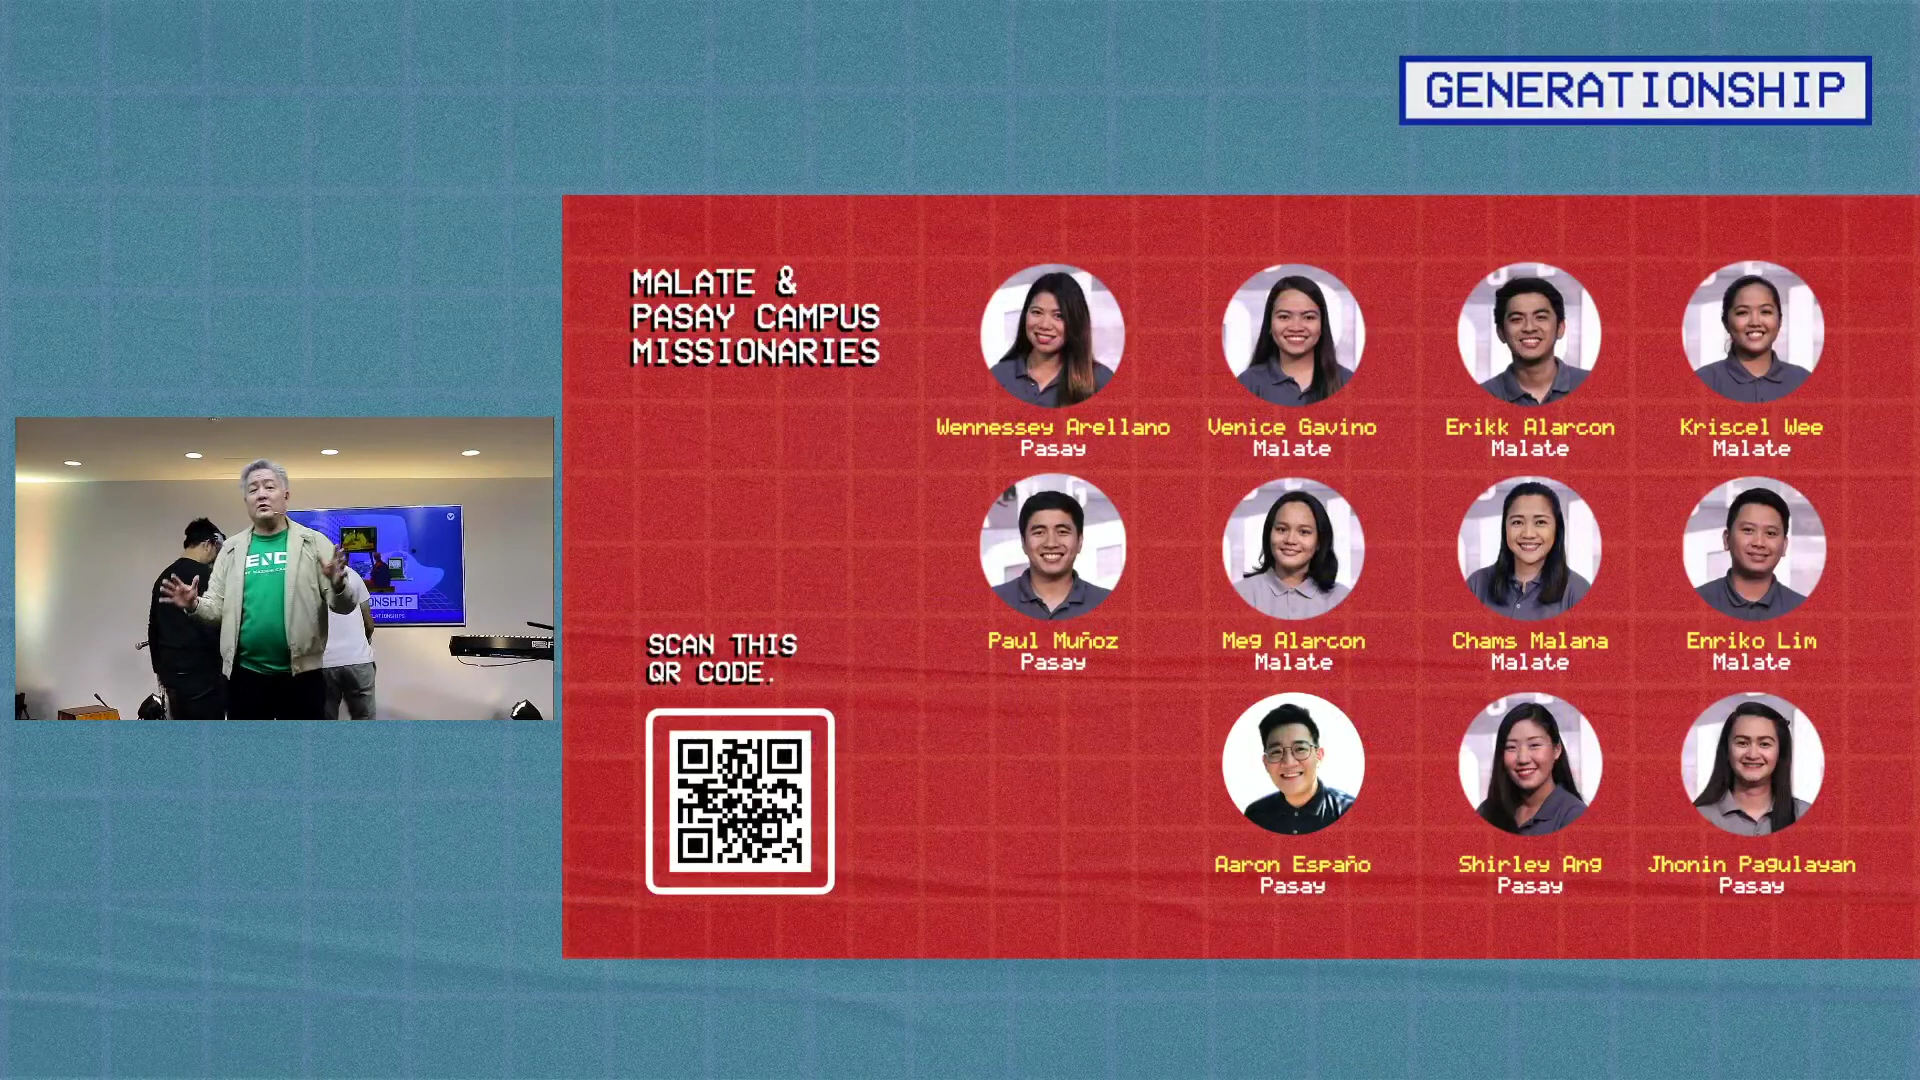 GENERATIONSHIP
MALATE &
PASAY CAMPUS
MISSIONARIES
Wennessey Arellano
Pasay
Venice Gavino
Malate
Erikk Alarcon
Malate
Kriscel Wee
Malate
Paul Muñoz
Pasay
Meg Alarcon
Malate
Chams Malana
Malate
Enriko Lim
Malate
Aaron Españo
Pasay
Shirley Ang
Pasay
Jhonin Pagulayan
Pasay
SCAN THIS
QR CODE.
ONSHIP